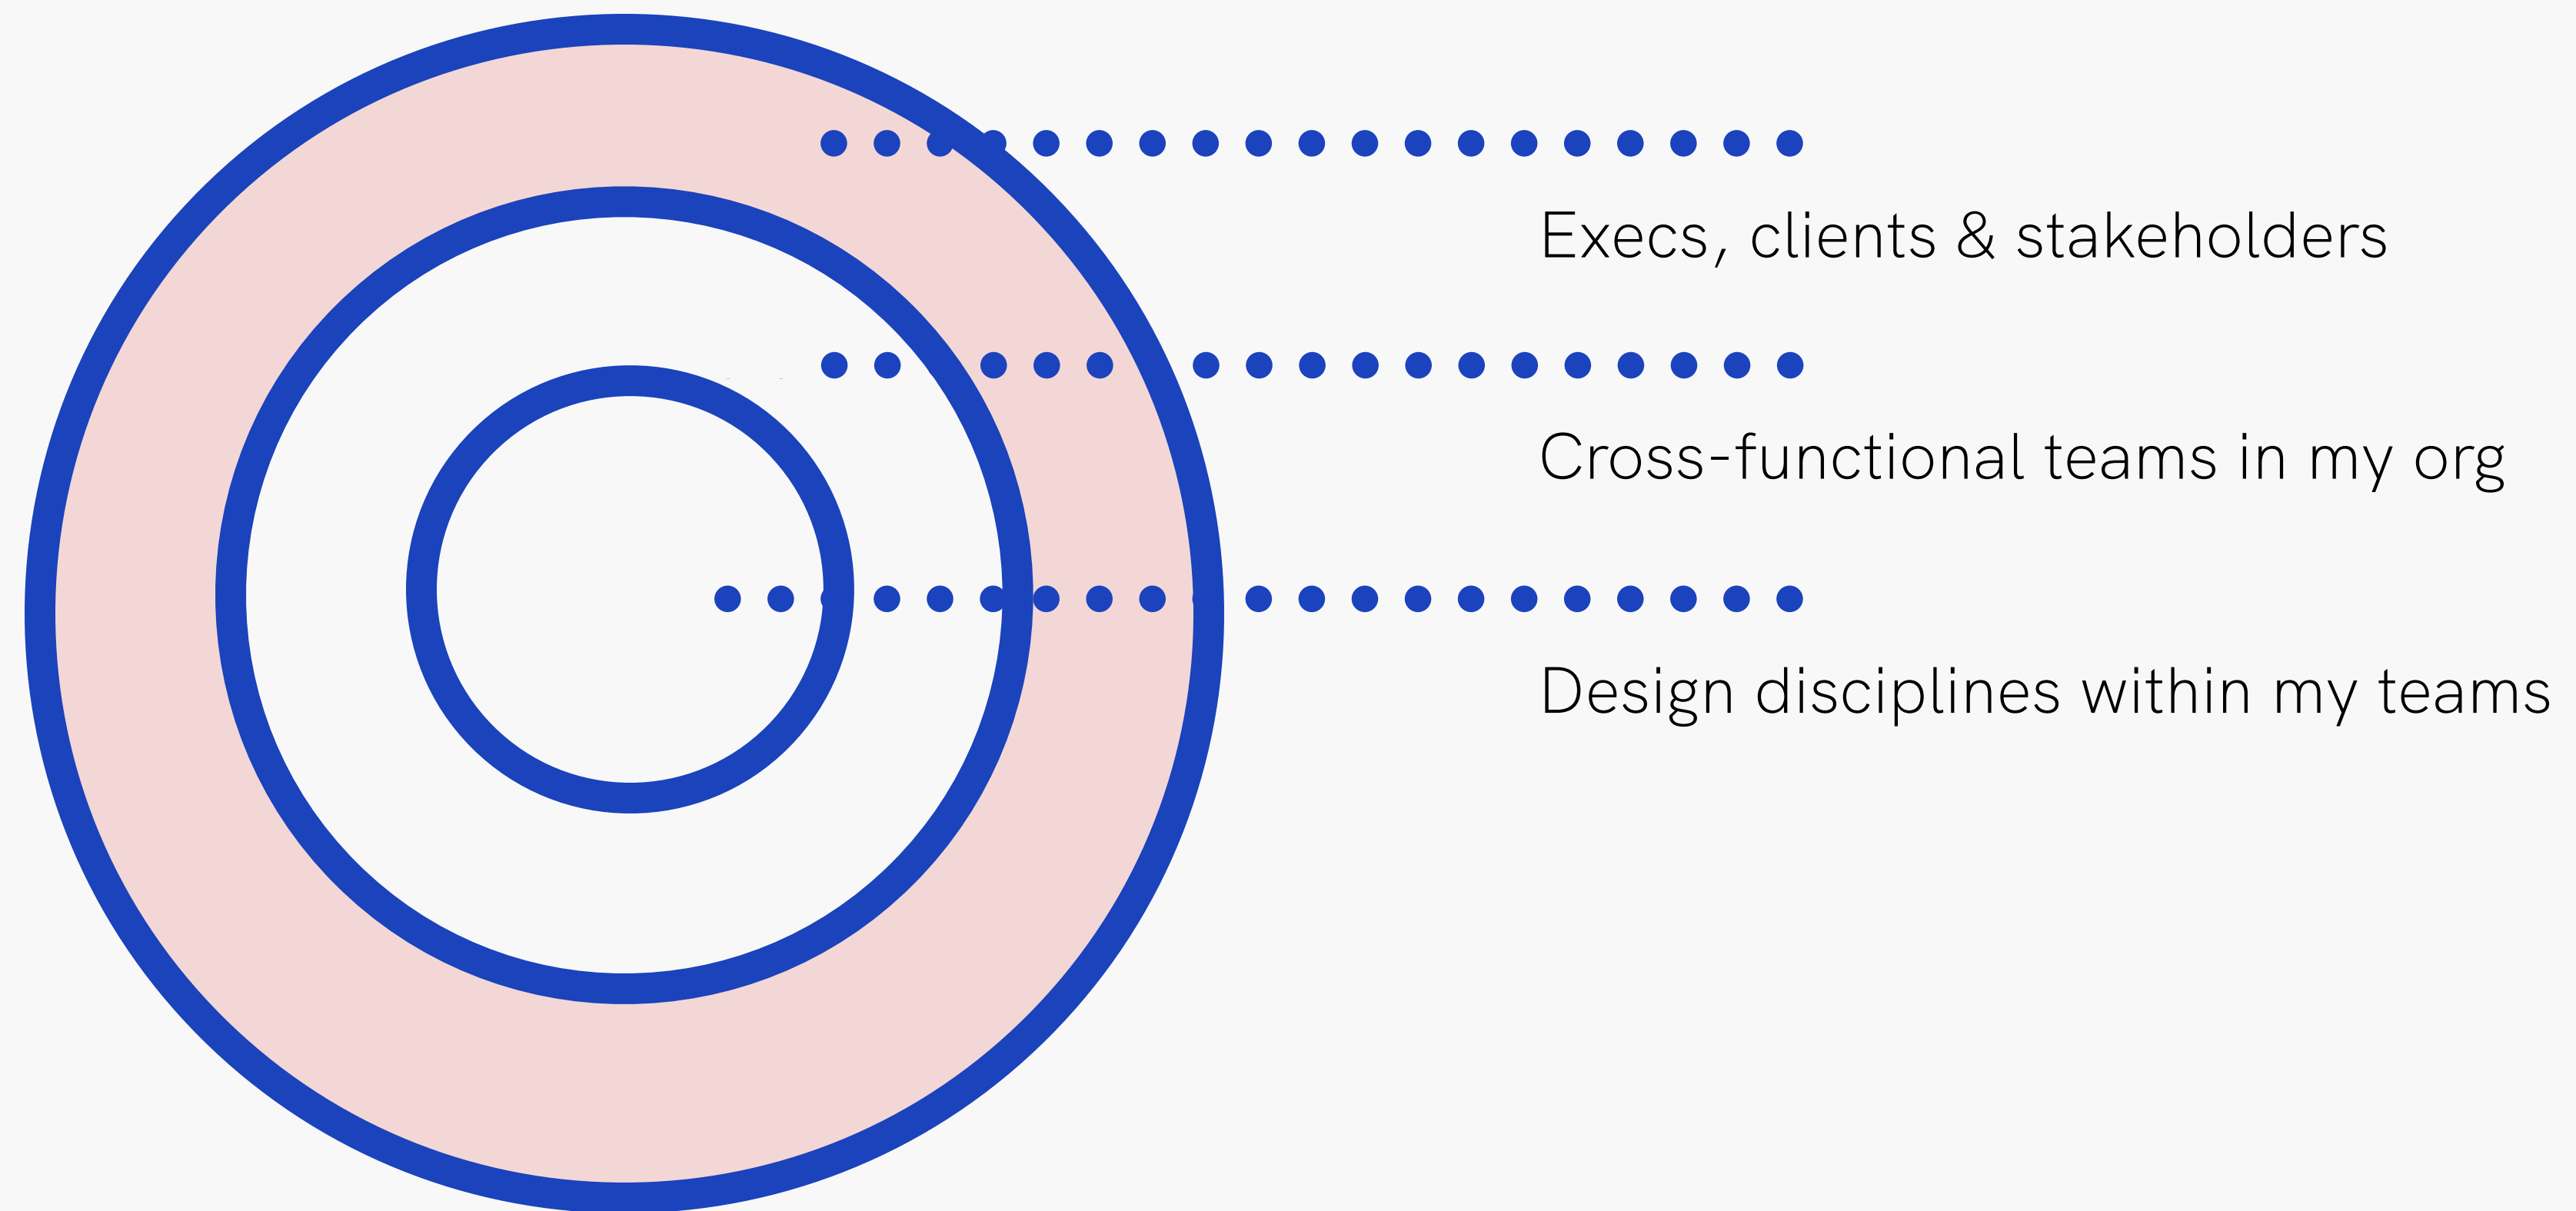 Execs, clients & stakeholders
Cross-functional teams in my org
Design disciplines within my teams